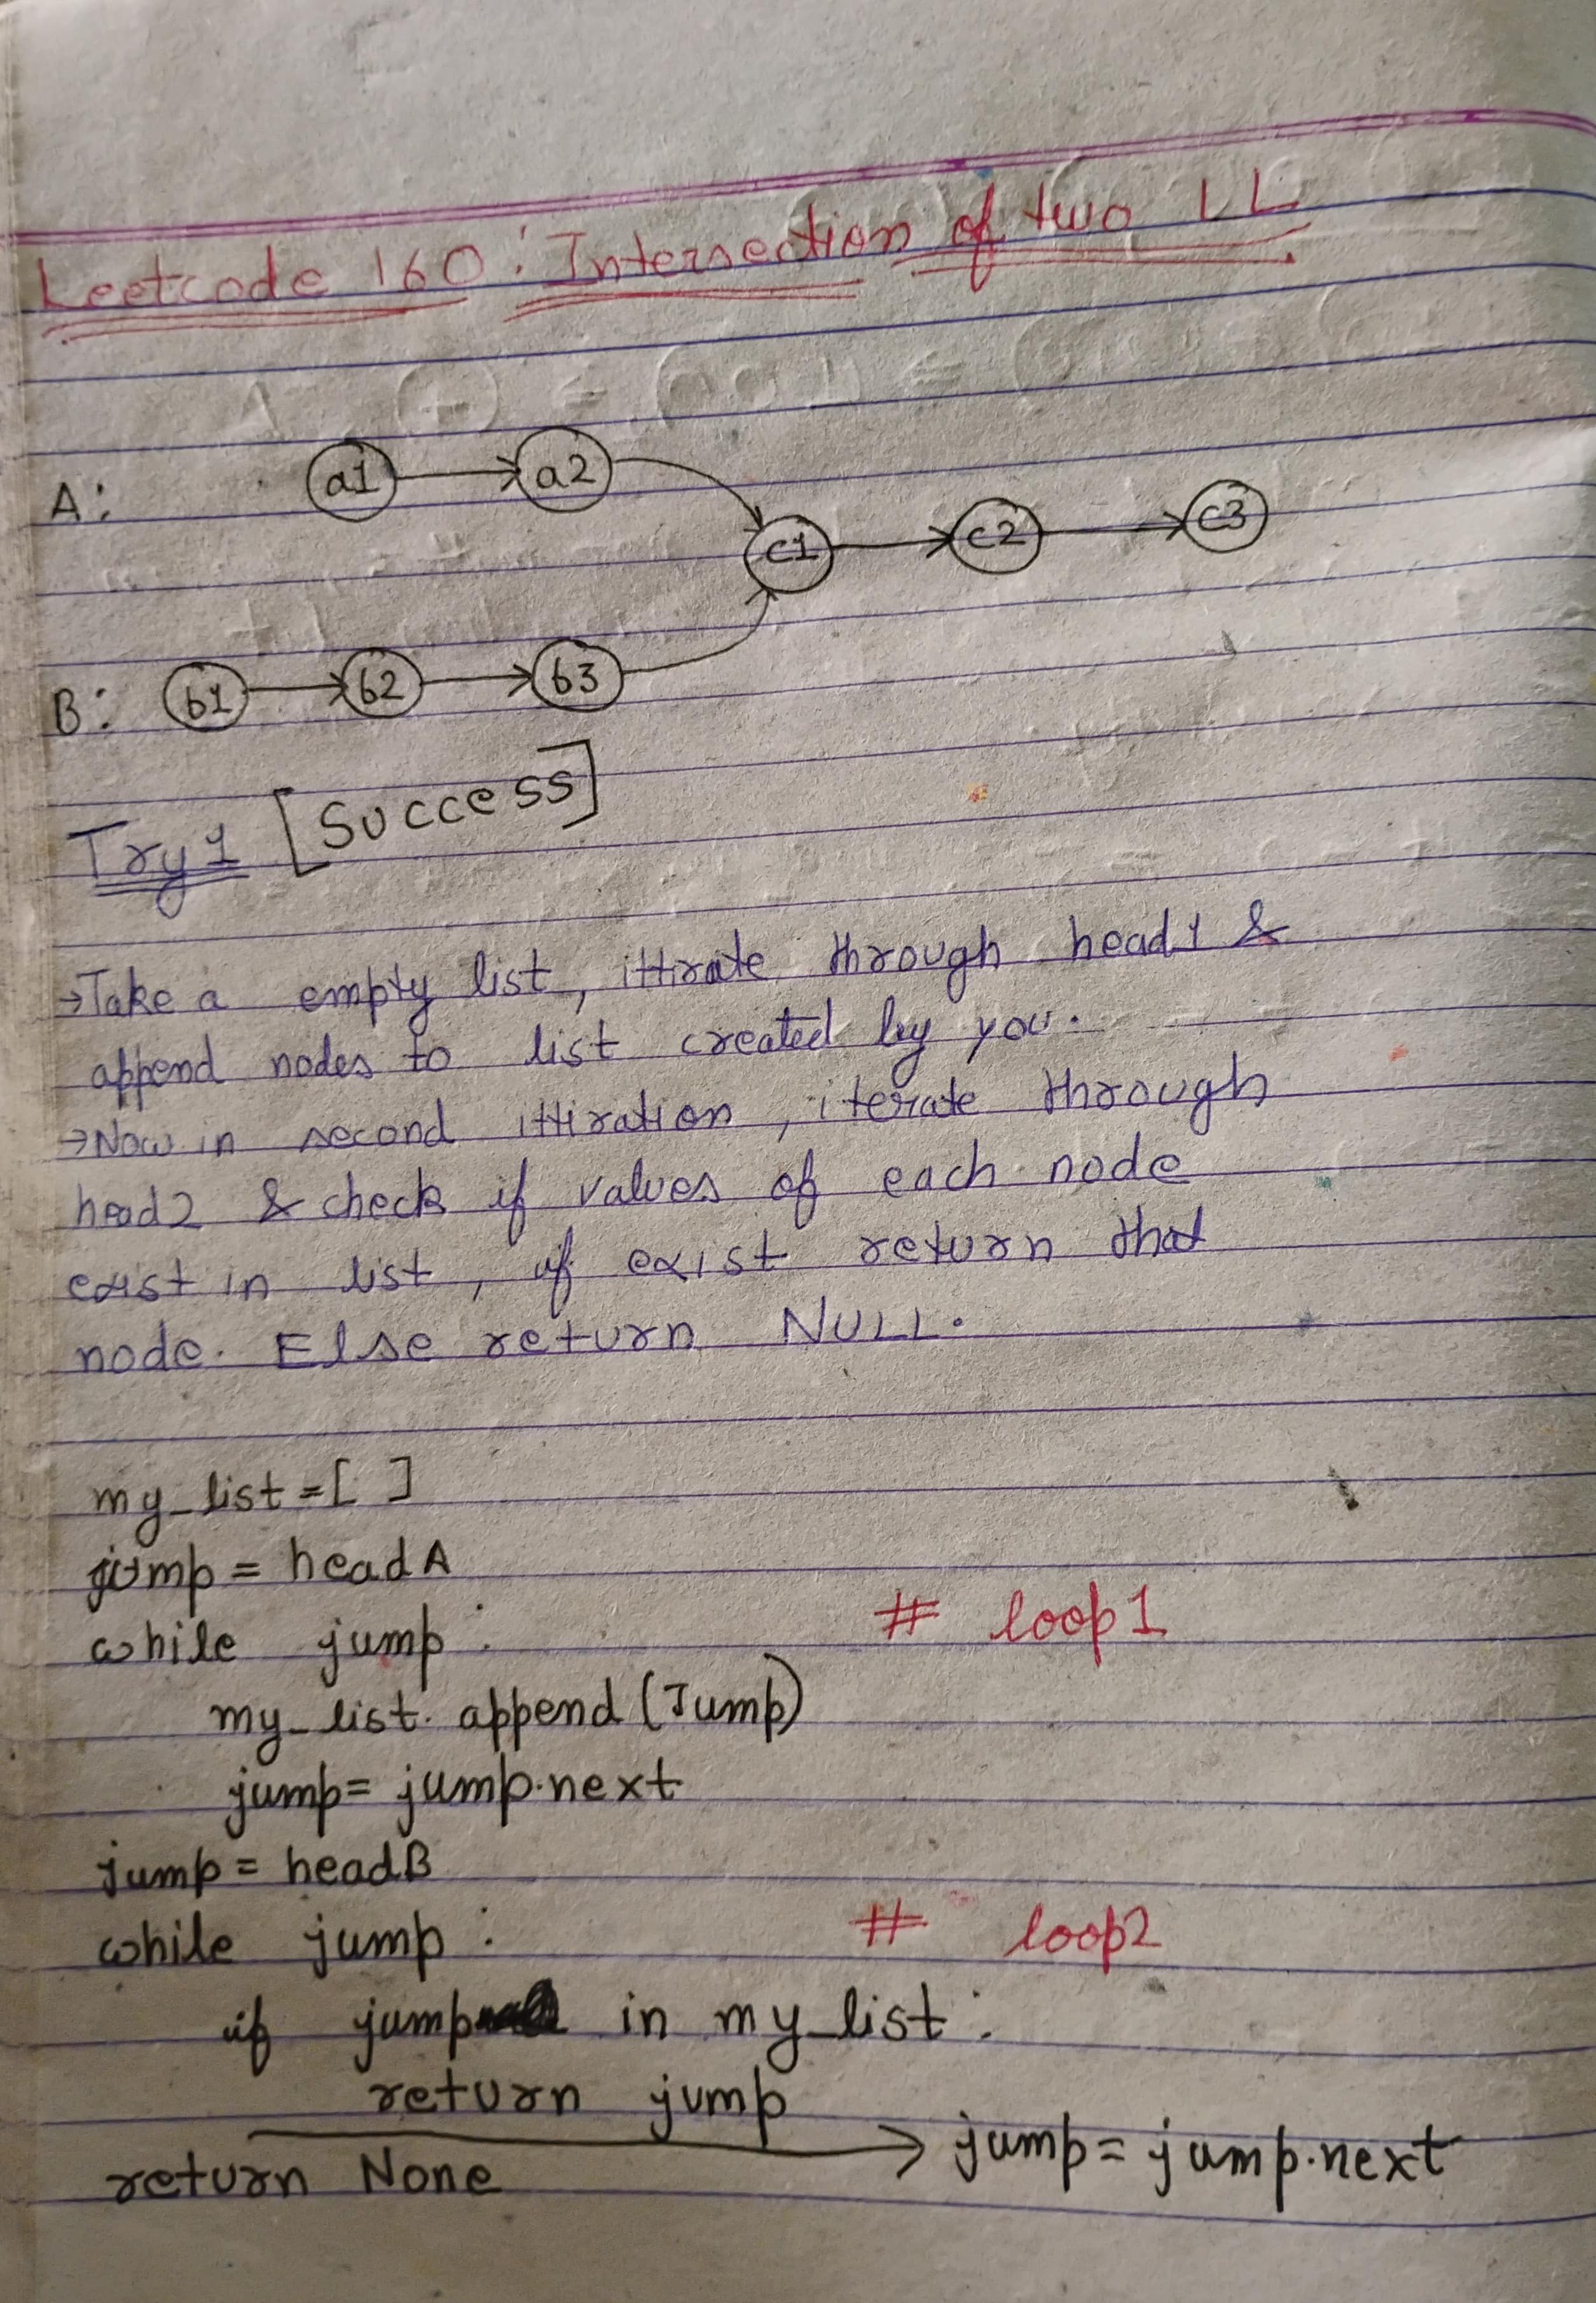 Leetcode 160 : Intersection of two LL
A: a1 a2
c1 c2 c3
B: b1 b2 b3
Try 1 [Success]
→Take a empty list, ittirate through head1 &
append nodes to list created by you.
→Now in second ittiration, iterate through
head2 & check if values of each node
exist in list, if exist return that
node. Else return NULL.
my_list = [ ]
jump = headA
while jump : # loop1
my_list. append (Jump)
jump = jump.next
jump = headB
while jump : # loop2
if jump in my_list :
return jump
→ jump = jump.next
return None